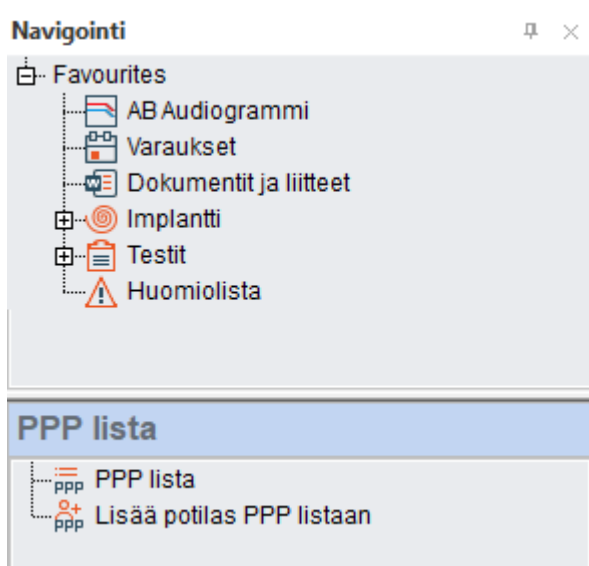 Navigointi
Favourites
AB Audiogrammi
Varaukset
Dokumentit ja liitteet
Implantti
Testit
Huomiolista
PPP lista
PPP lista
Lisää potilas PPP listaan